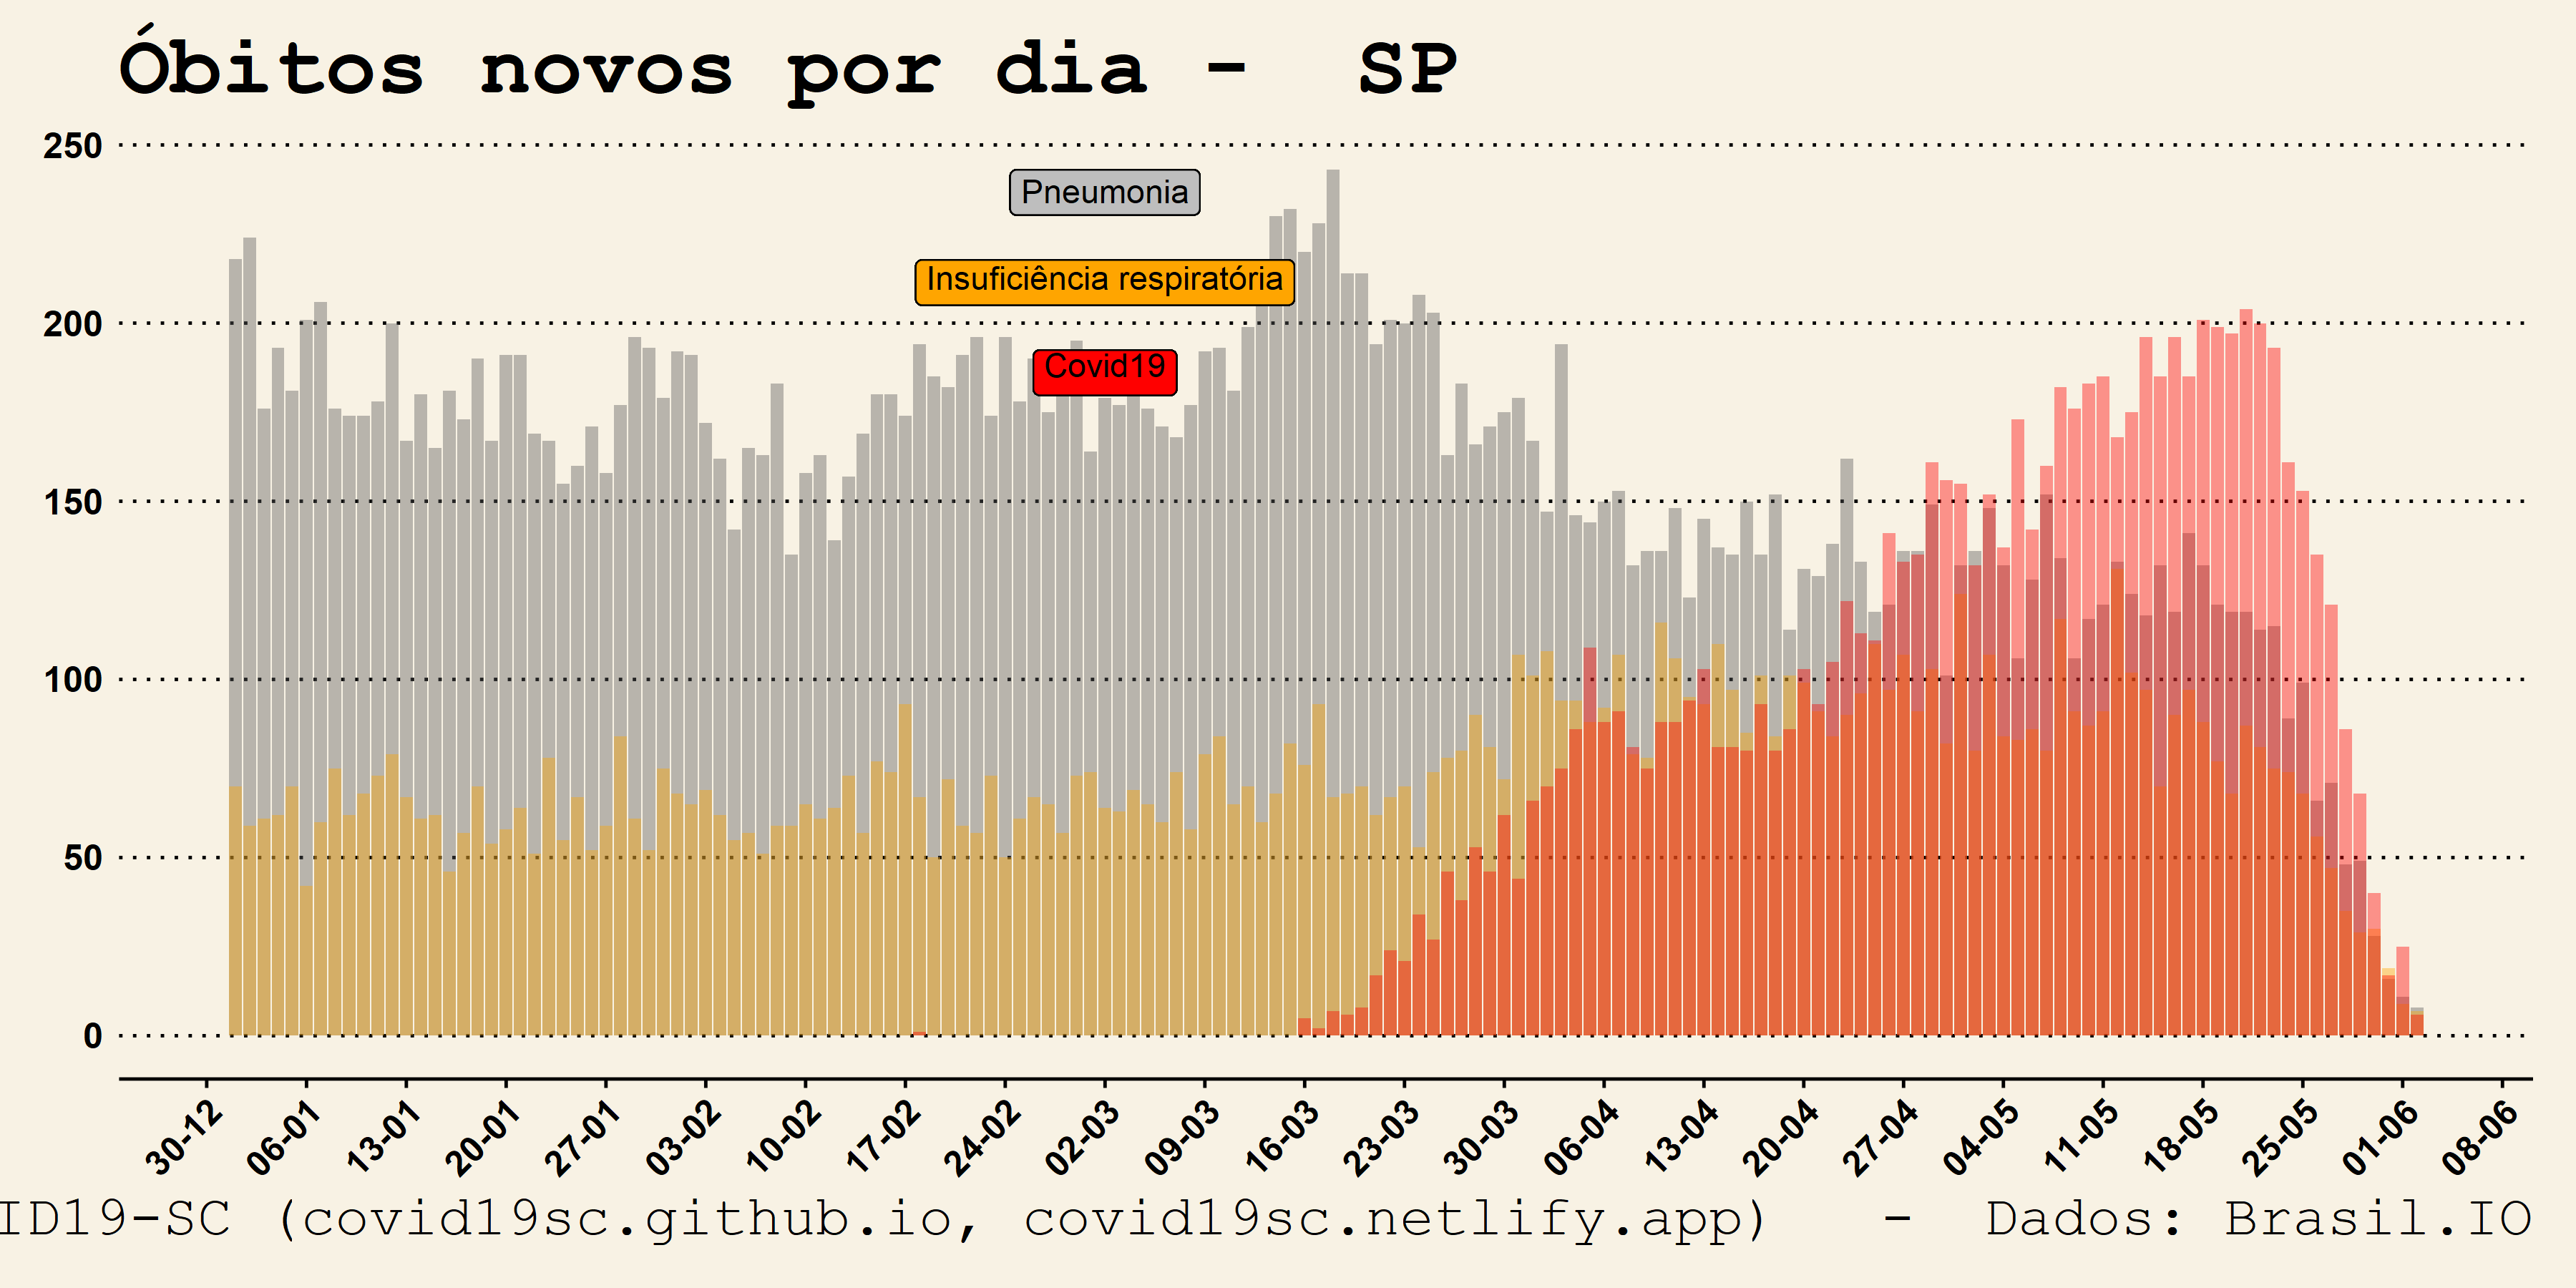 Óbitos novos por dia - SP
250
Pneumonia
Insuficiência respiratória
200
Covid19
150
100
50
0
30-12 06-01 13-01 20-01 27-01 03-02 10-02 17-02 24-02 02-03 09-03 16-03 23-03 30-03 06-04 13-04 20-04 27-04 04-05 11-05 18-05 25-05 01-06 08-06
ID19-SC (covid19sc.github.io, covid19sc.netlify.app) - Dados: Brasil.IO